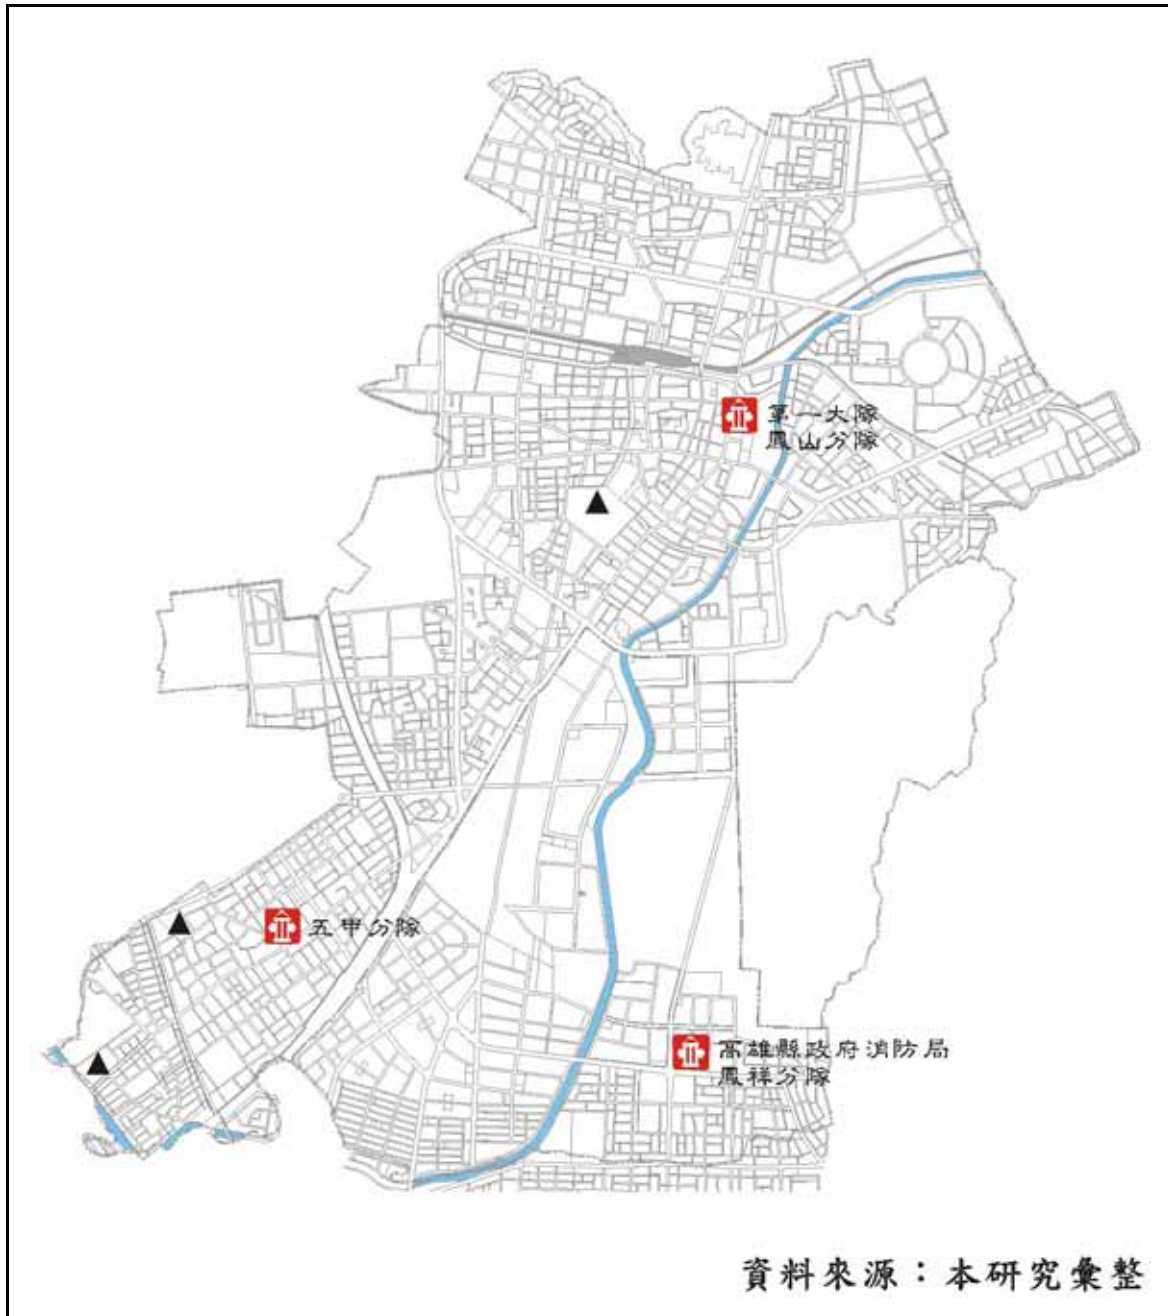 第一大隊
鳳山分隊
五甲分隊
高雄縣政府消防局
鳳祥分隊
資料來源：本研究彙整